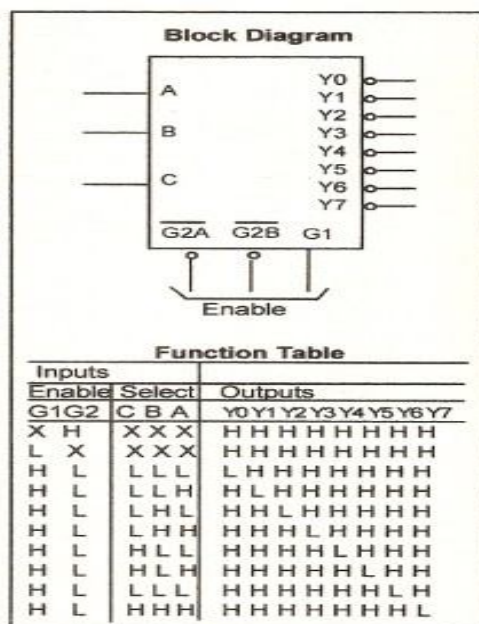 Block Diagram
A
B
C
Y0
Y1
Y2
Y3
Y4
Y5
Y6
Y7
G2A G2B G1
Enable
Function Table
Inputs
Enable Select Outputs
G1 G2 C B A Y0 Y1 Y2 Y3 Y4 Y5 Y6 Y7
X H X X X H H H H H H H H
L X X X X H H H H H H H H
H L L L L L H H H H H H H
H L L L H H L H H H H H H
H L L H L H H L H H H H H
H L L H H H H H L H H H H
H L H L L H H H H L H H H
H L H L H H H H H H L H H
H L L L L H H H H H H L H
H L H H H H H H H H H H L